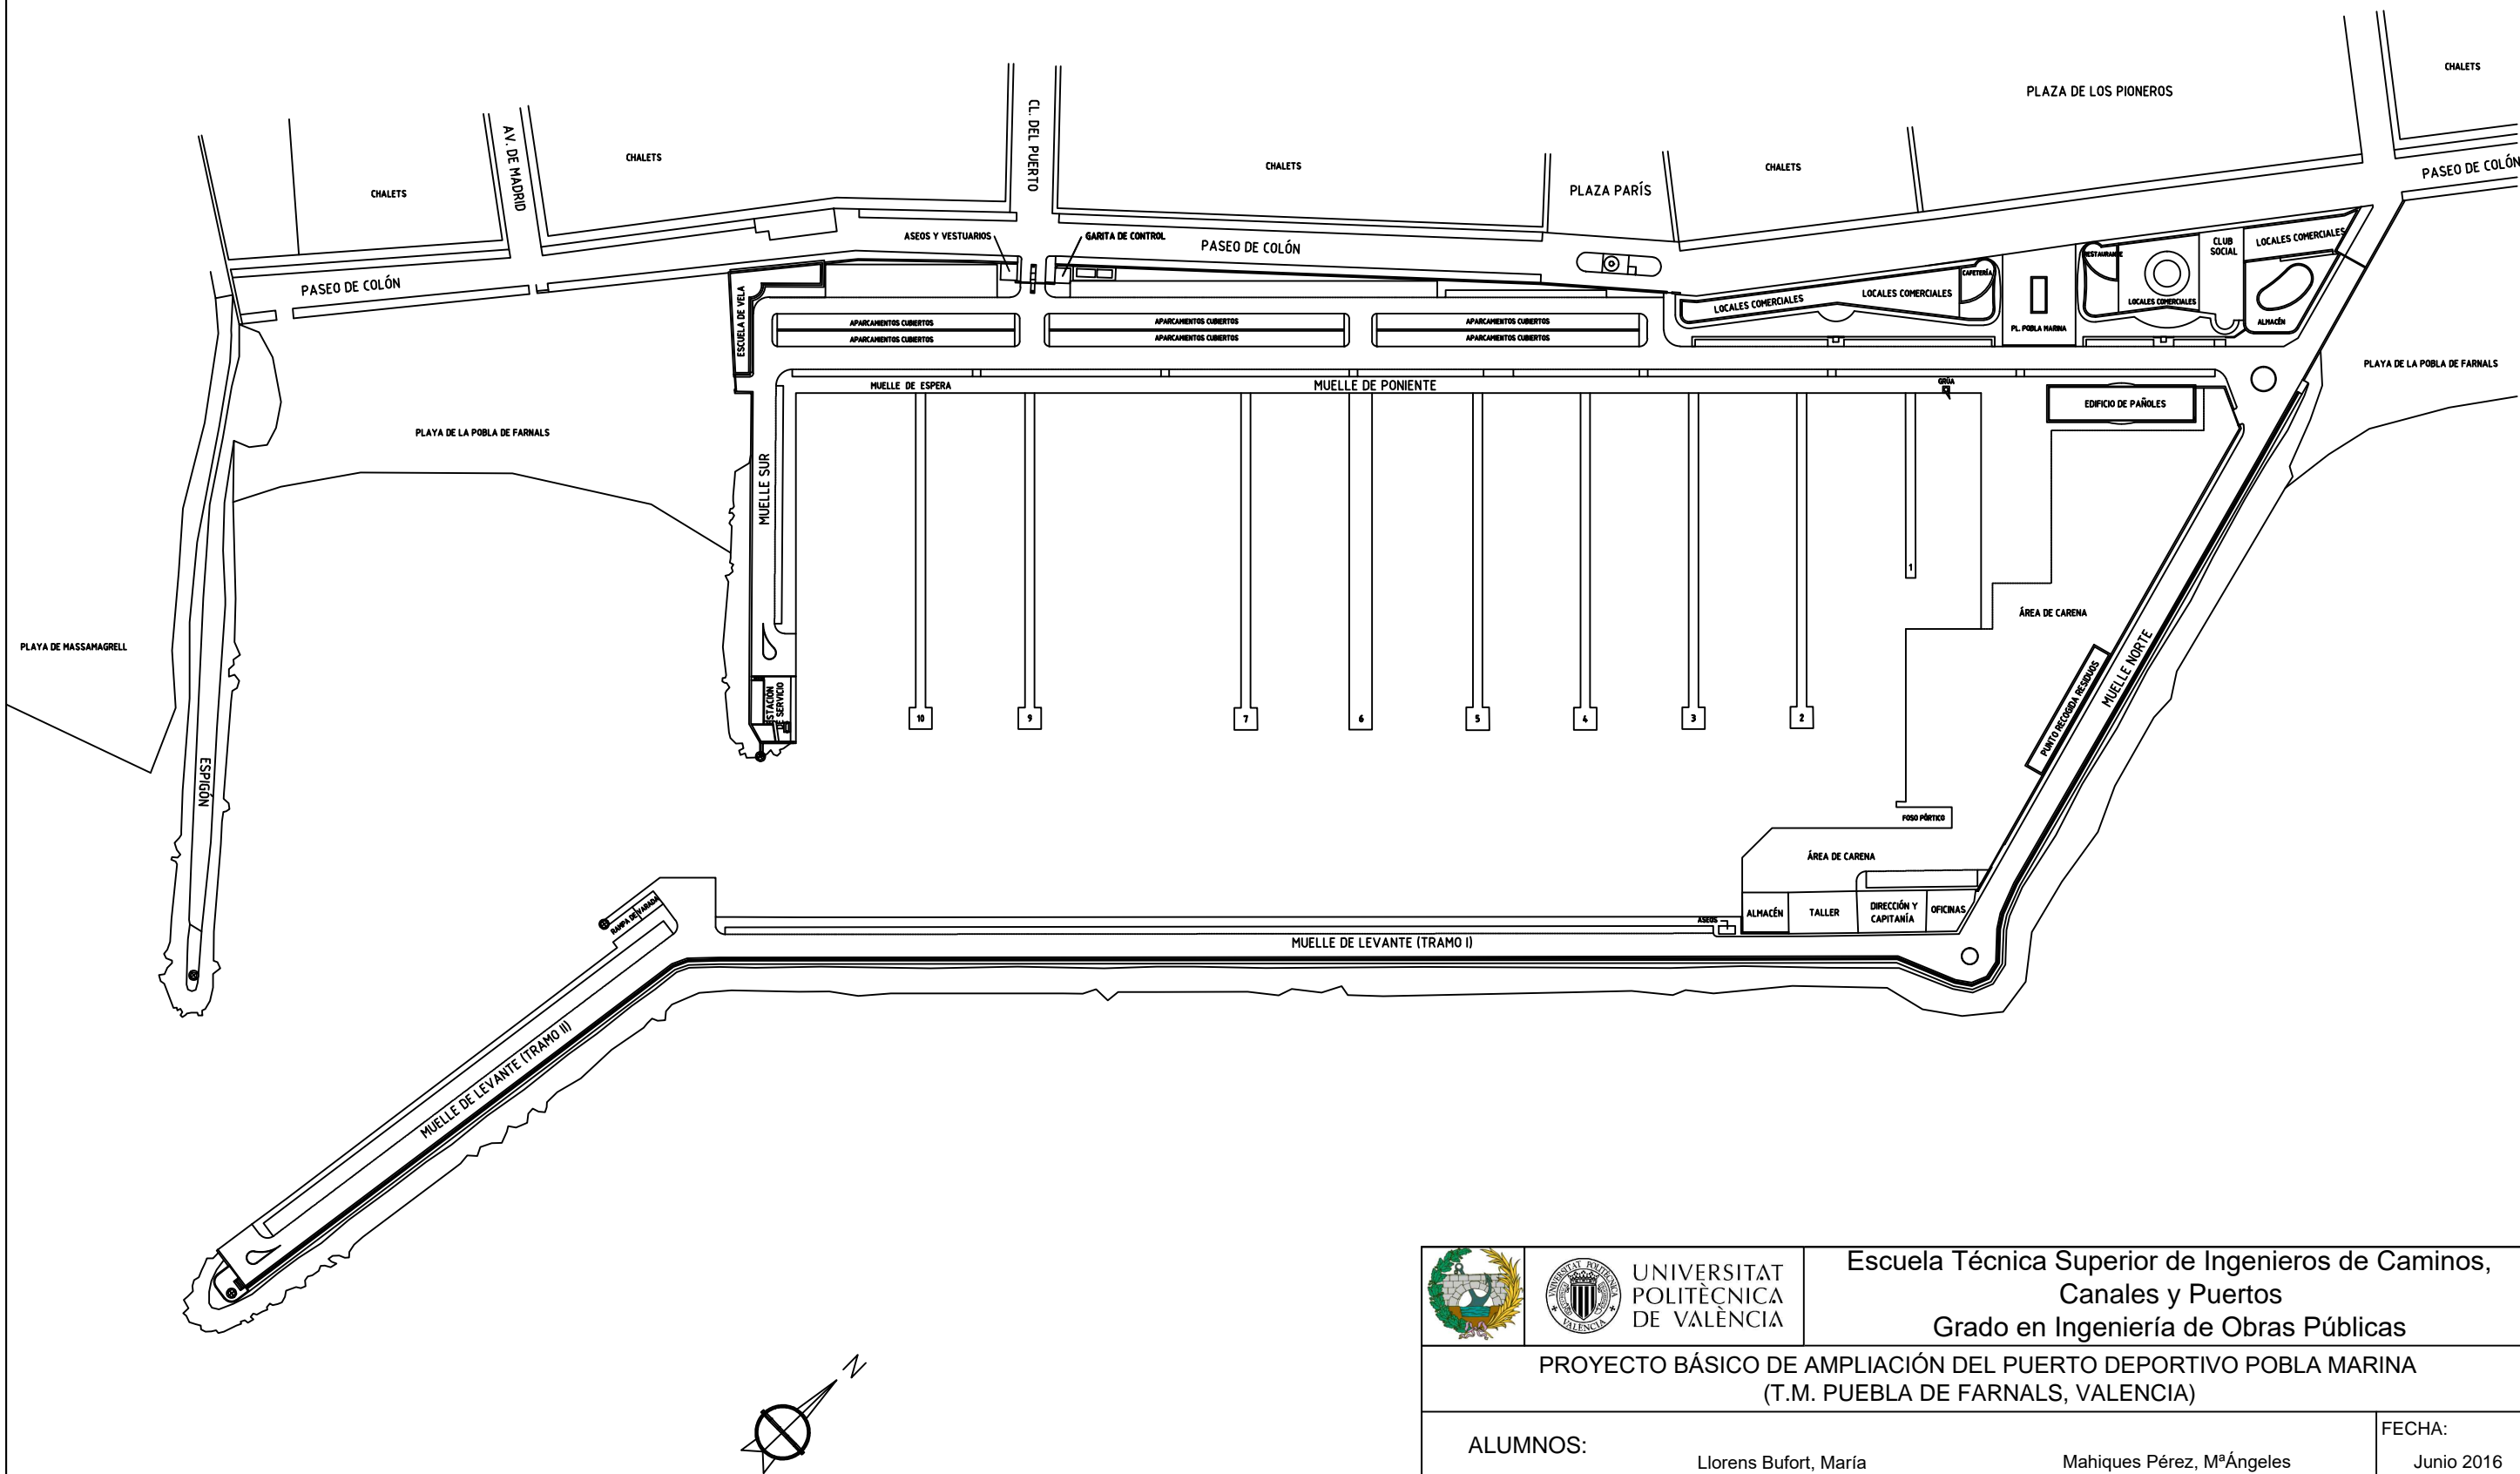 CHALETS
PLAZA DE LOS PIONEROS
CL. DEL PUERTO
AV. DE MADRID
CHALETS
CHALETS
CHALETS
CHALETS
PLAZA PARÍS
PASEO DE COLÓN
ASEOS Y VESTUARIOS
GARITA DE CONTROL
PASEO DE COLÓN
CLUB
SOCIAL
LOCALES COMERCIALES
RESTAURANTE
CAFETERÍA
PASEO DE COLÓN
LOCALES COMERCIALES
LOCALES COMERCIALES
LOCALES COMERCIALES
ESCUELA DE VELA
APARCAMIENTOS CUBIERTOS
APARCAMIENTOS CUBIERTOS
APARCAMIENTOS CUBIERTOS
APARCAMIENTOS CUBIERTOS
APARCAMIENTOS CUBIERTOS
APARCAMIENTOS CUBIERTOS
PL. POBLA MARINA
ALMACÉN
PLAYA DE LA POBLA DE FARNALS
MUELLE DE ESPERA
MUELLE DE PONIENTE
GRÚA
EDIFICIO DE PAÑOLES
PLAYA DE LA POBLA DE FARNALS
MUELLE SUR
1
ÁREA DE CARENA
PLAYA DE MASSAMAGRELL
MUELLE NORTE
PUNTO RECOGIDA RESIDUOS
ESTACIÓN
DE SERVICIO
10
9
7
6
5
4
3
2
ESPIGÓN
FOSO PÓRTICO
ÁREA DE CARENA
RAMPA DE VARADA
ASEOS
ALMACÉN
TALLER
DIRECCIÓN Y
CAPITANÍA
OFICINAS
MUELLE DE LEVANTE (TRAMO I)
MUELLE DE LEVANTE (TRAMO II)
N
UNIVERSITAT
POLITÈCNICA
DE VALÈNCIA
UNIVERSITAT POLITÈCNICA
VALENCIA
Escuela Técnica Superior de Ingenieros de Caminos,
Canales y Puertos
Grado en Ingeniería de Obras Públicas
PROYECTO BÁSICO DE AMPLIACIÓN DEL PUERTO DEPORTIVO POBLA MARINA
(T.M. PUEBLA DE FARNALS, VALENCIA)
ALUMNOS:
Llorens Bufort, María
Mahiques Pérez, MªÁngeles
FECHA:
Junio 2016